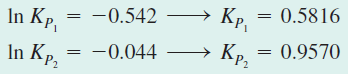 ln K_{P_1} = −0.542 ⟶ K_{P_1} = 0.5816
ln K_{P_2} = −0.044 ⟶ K_{P_2} = 0.9570